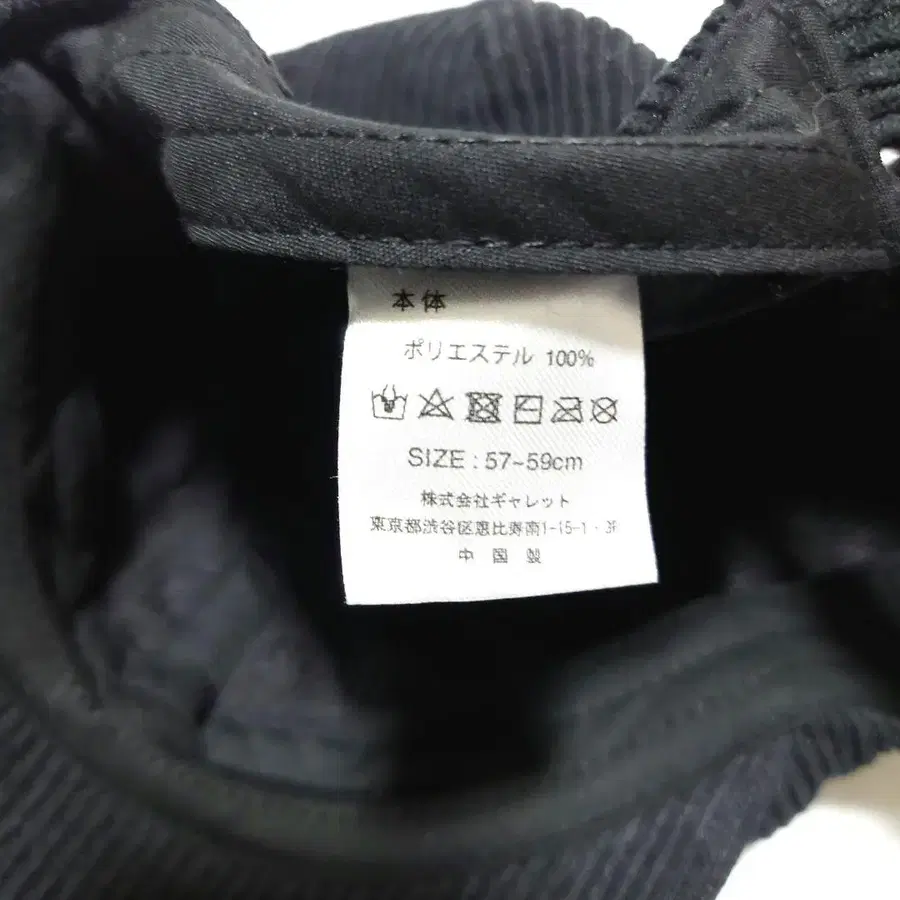 本体
ポリエステル 100%
SIZE : 57~59cm
株式会社ギャレット
東京都渋谷区恵比寿南1-15-1・3F
中国製